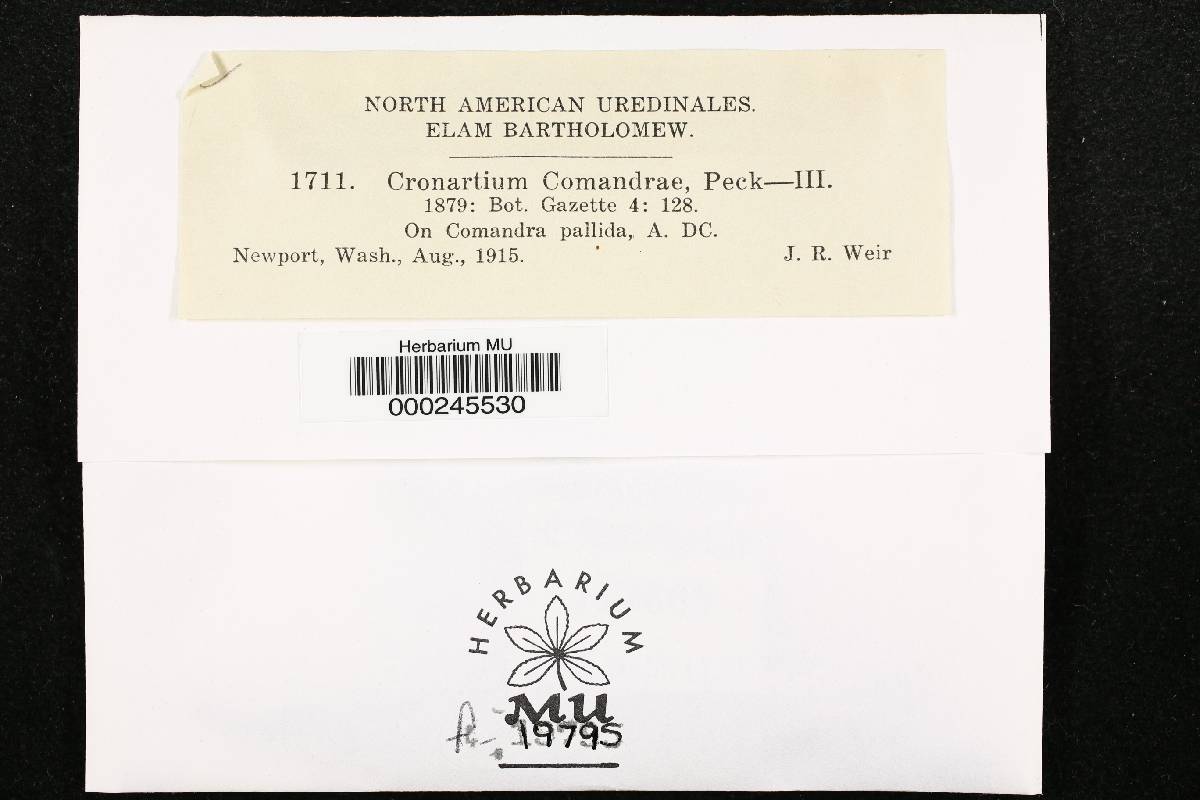 NORTH AMERICAN UREDINALES.
ELAM BARTHOLOMEW.
1711. Cronartium Comandrae, Peck—III.
1879: Bot. Gazette 4: 128.
On Comandra pallida, A. DC.
Newport, Wash., Aug., 1915. J. R. Weir
Herbarium MU
000245530
HERBARIUM
MU
19795